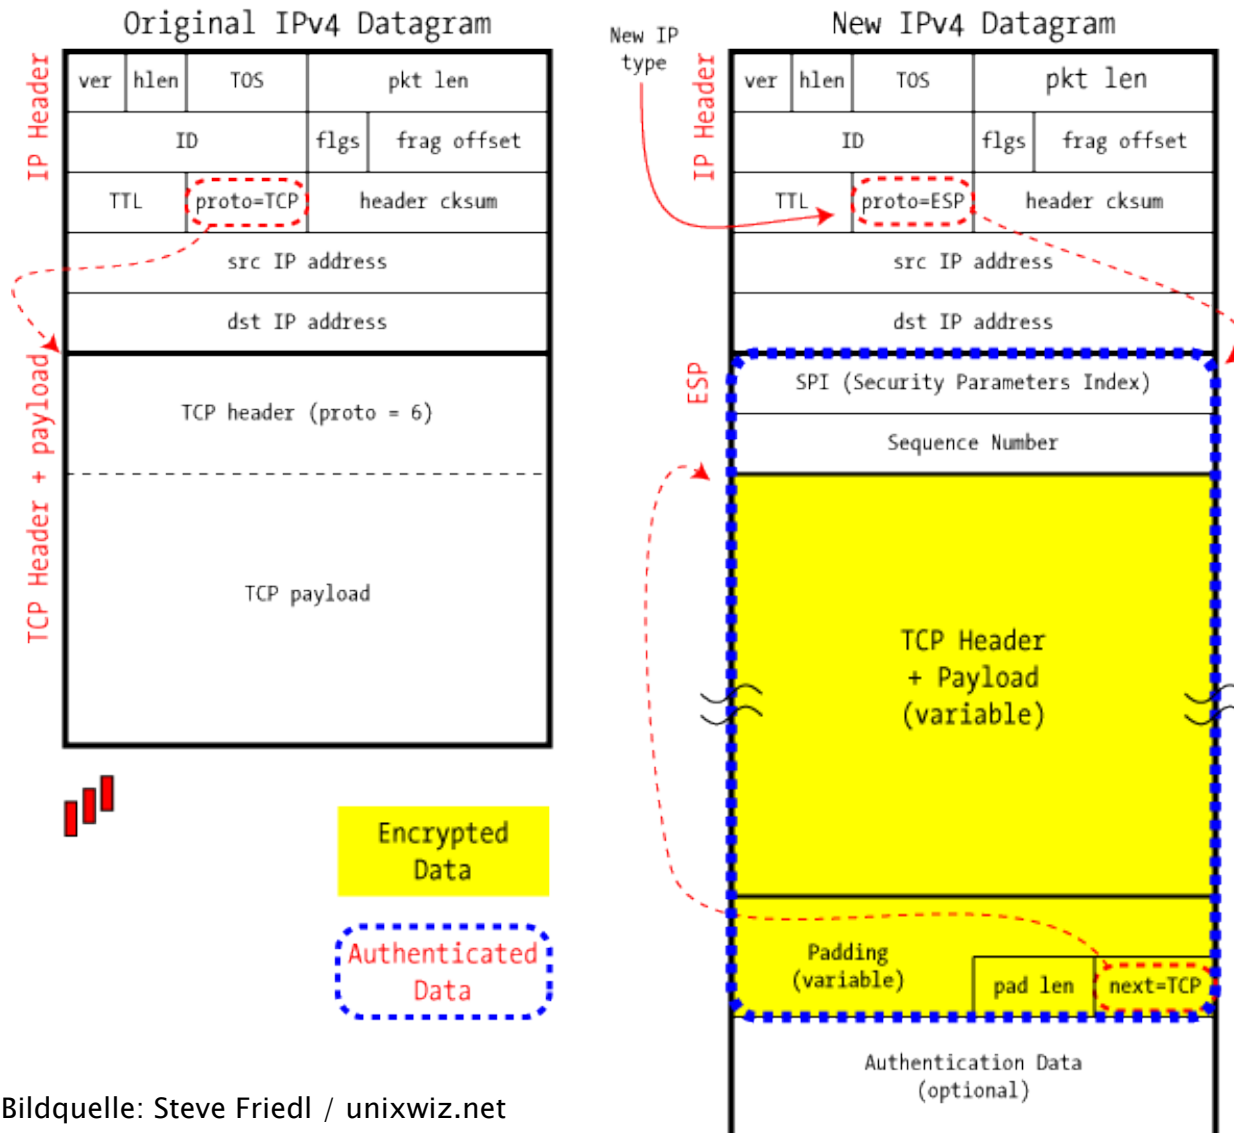 Original IPv4 Datagram
IP Header
ver hlen TOS pkt len
ID flgs frag offset
TTL proto=TCP header cksum
src IP address
dst IP address
TCP Header + payload
TCP header (proto = 6)
TCP payload
Encrypted
Data
Authenticated
Data
New IPv4 Datagram
New IP
type
IP Header
ver hlen TOS pkt len
ID flgs frag offset
TTL proto=ESP header cksum
src IP address
dst IP address
ESP
SPI (Security Parameters Index)
Sequence Number
TCP Header
+ Payload
(variable)
Padding
(variable)
pad len next=TCP
Authentication Data
(optional)
Bildquelle: Steve Friedl / unixwiz.net